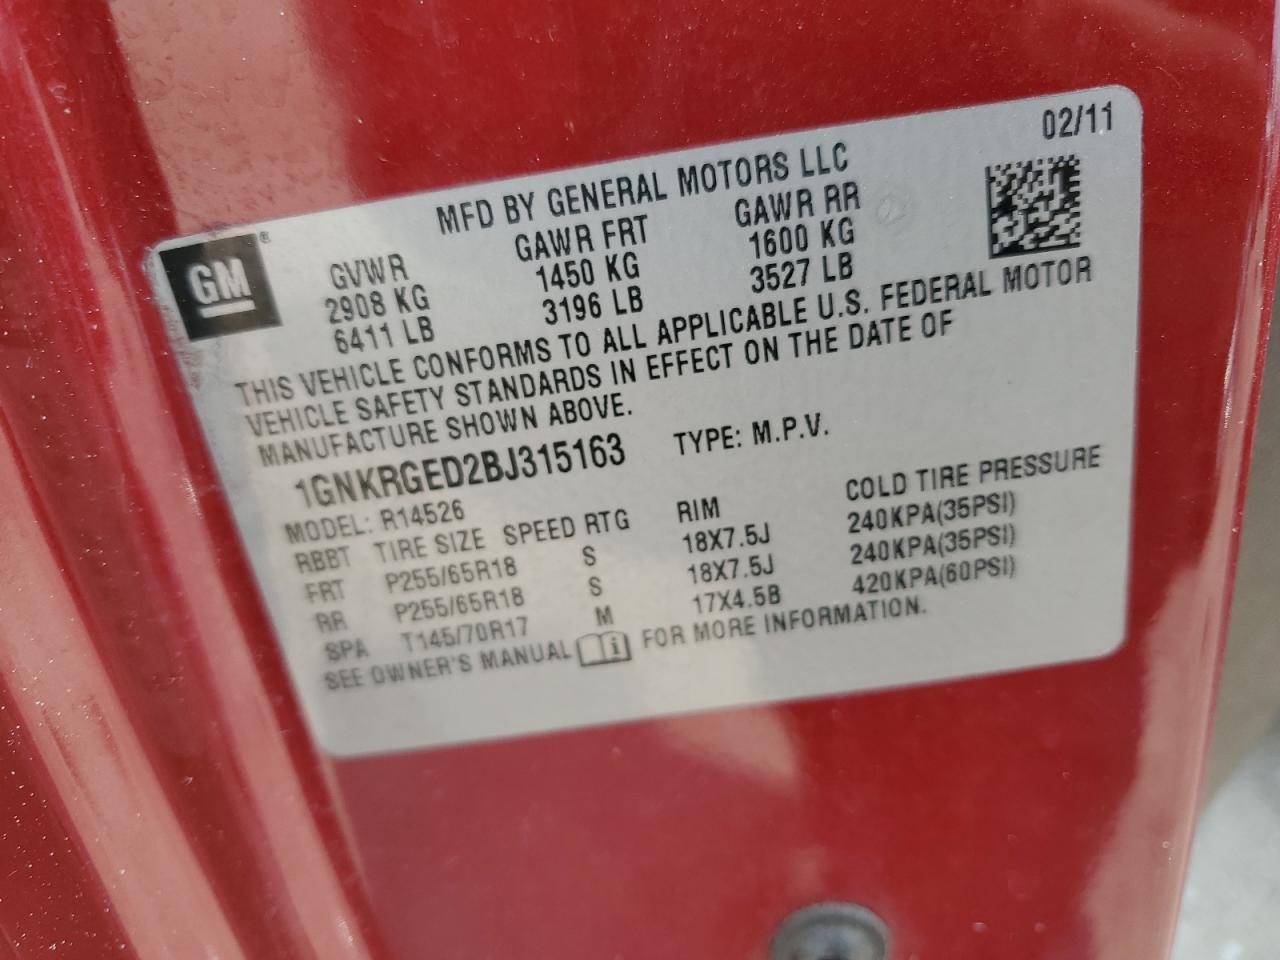 02/11
MFD BY GENERAL MOTORS LLC
GM®
GVWR GAWR FRT GAWR RR
2908 KG 1450 KG 1600 KG
6411 LB 3196 LB 3527 LB
THIS VEHICLE CONFORMS TO ALL APPLICABLE U.S. FEDERAL MOTOR
VEHICLE SAFETY STANDARDS IN EFFECT ON THE DATE OF
MANUFACTURE SHOWN ABOVE.
1GNKRGED2BJ315163 TYPE: M.P.V.
MODEL: R14526
RBBT TIRE SIZE SPEED RTG RIM COLD TIRE PRESSURE
FRT P255/65R18 S 18X7.5J 240KPA(35PSI)
RR P255/65R18 S 18X7.5J 240KPA(35PSI)
SPA T145/70R17 M 17X4.5B 420KPA(60PSI)
SEE OWNER'S MANUAL i FOR MORE INFORMATION.